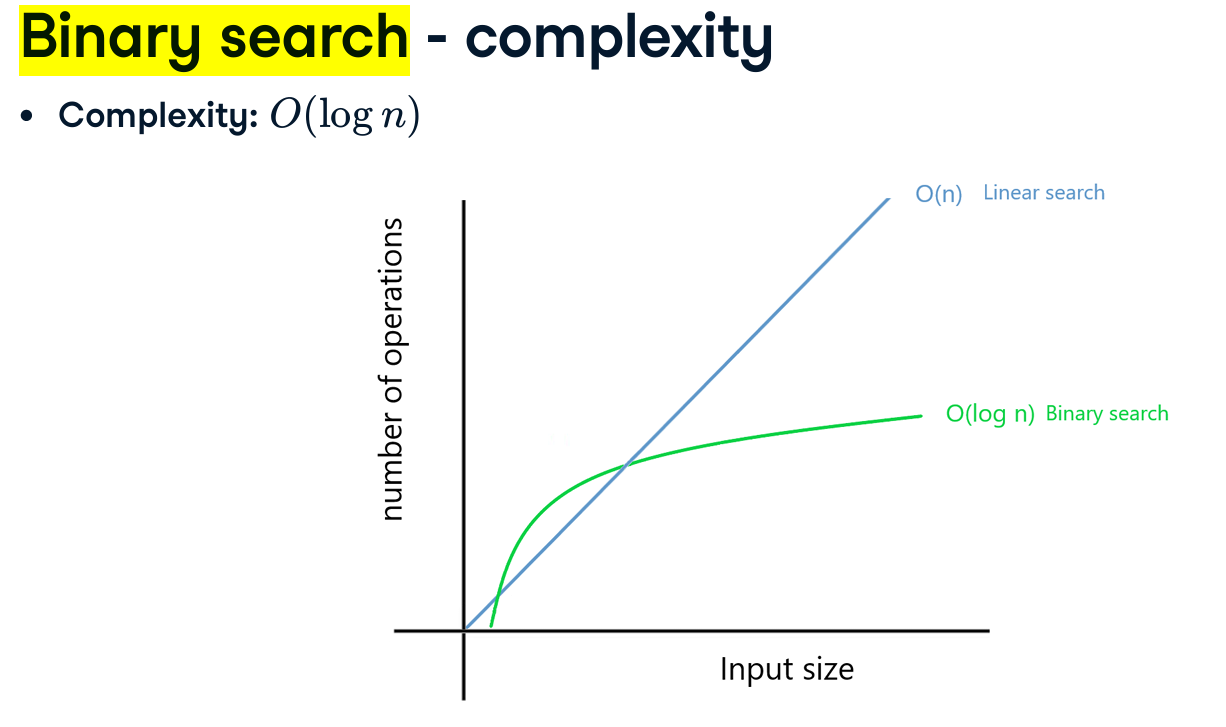 Binary search - complexity
• Complexity: O(log n)
O(n) Linear search
number of operations
O(log n) Binary search
Input size